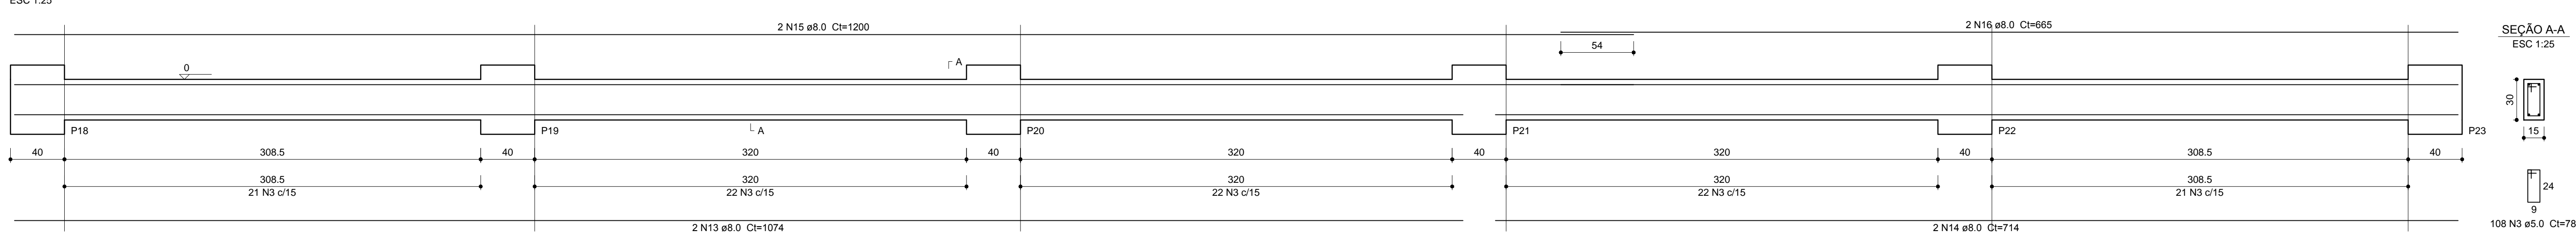 ESC 1:25
2 N15 ø8.0 Ct=1200
2 N16 ø8.0 Ct=665
SEÇÃO A-A
ESC 1:25
54
A
0
30
P18
A
P19
P20
P21
P22
P23
15
40
308.5
40
320
40
320
40
320
40
308.5
40
308.5
320
320
320
308.5
21 N3 c/15
22 N3 c/15
22 N3 c/15
22 N3 c/15
21 N3 c/15
24
9
108 N3 ø5.0 Ct=78
2 N13 ø8.0 Ct=1074
2 N14 ø8.0 Ct=714